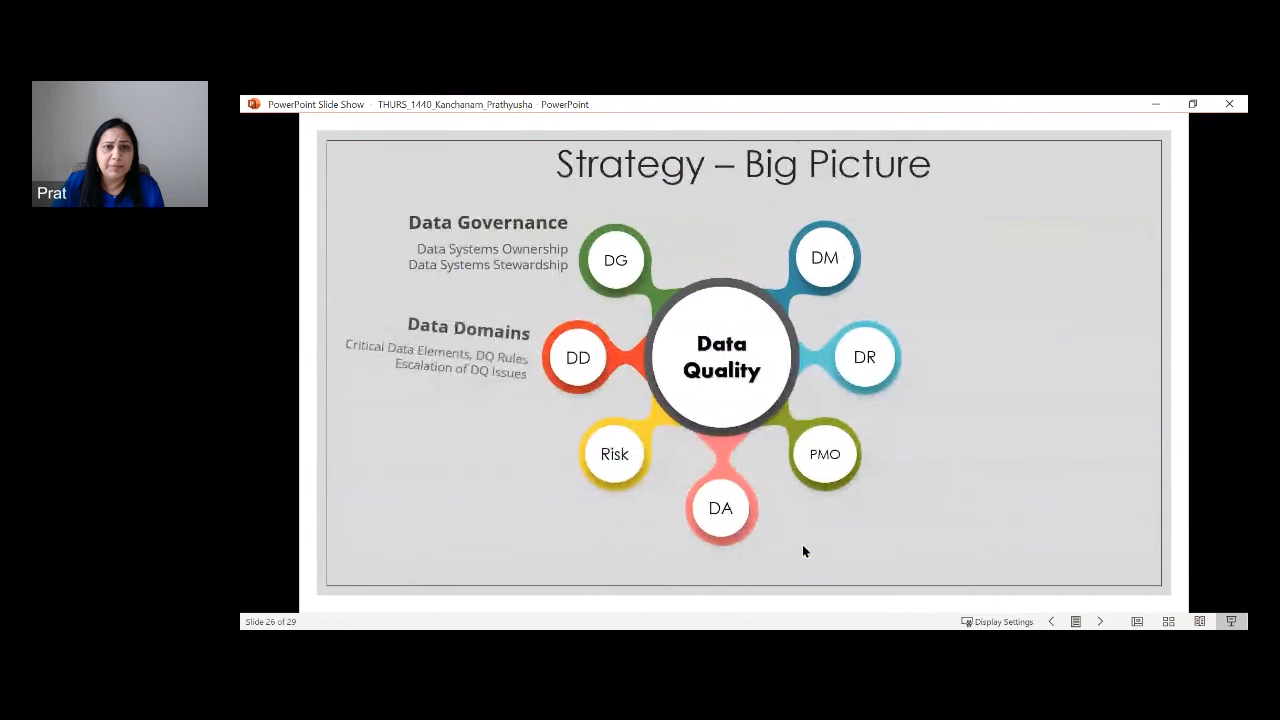 PowerPoint Slide Show - THURS_1440_Kanchanam_Prathyusha - PowerPoint
Prat
Strategy – Big Picture
Data Governance
Data Systems Ownership
Data Systems Stewardship
DG
DM
Data Domains
Critical Data Elements, DQ Rules
Escalation of DQ Issues
DD
Data
Quality
DR
Risk
PMO
DA
Slide 26 of 29
Display Settings